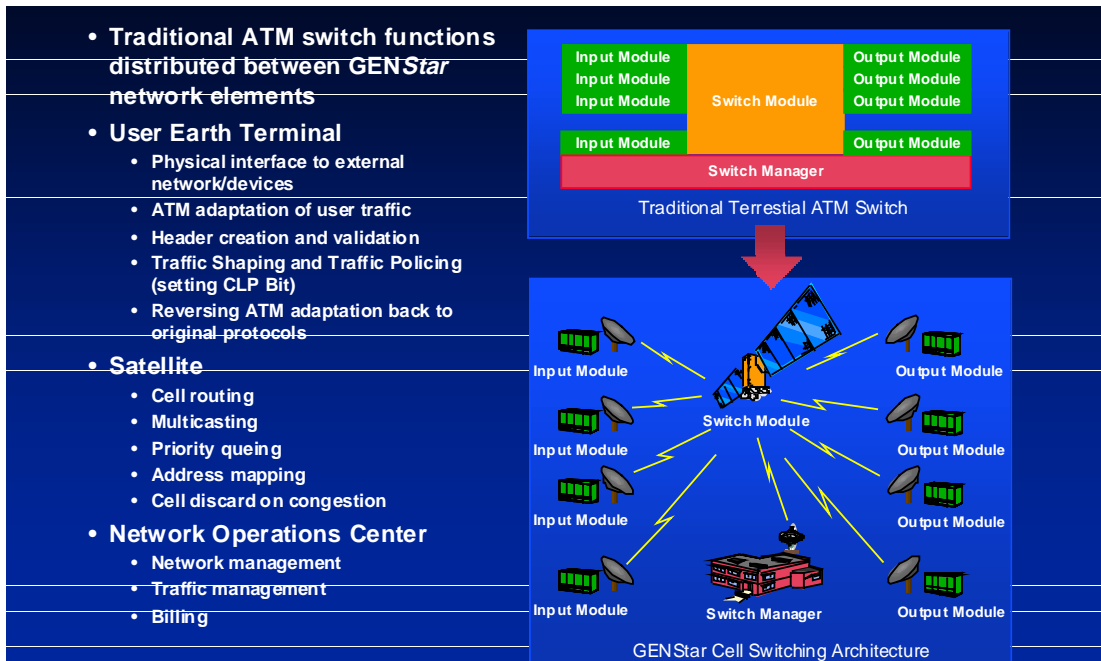 • Traditional ATM switch functions
distributed between GENStar
network elements
• User Earth Terminal
• Physical interface to external
network/devices
• ATM adaptation of user traffic
• Header creation and validation
• Traffic Shaping and Traffic Policing
(setting CLP Bit)
• Reversing ATM adaptation back to
original protocols
• Satellite
• Cell routing
• Multicasting
• Priority queing
• Address mapping
• Cell discard on congestion
• Network Operations Center
• Network management
• Traffic management
• Billing
Input Module
Input Module
Input Module
Input Module
Switch Module
Output Module
Output Module
Output Module
Output Module
Switch Manager
Traditional Terrestial ATM Switch
Input Module
Output Module
Switch Module
Input Module
Output Module
Input Module
Output Module
Input Module
Switch Manager
Output Module
GENStar Cell Switching Architecture